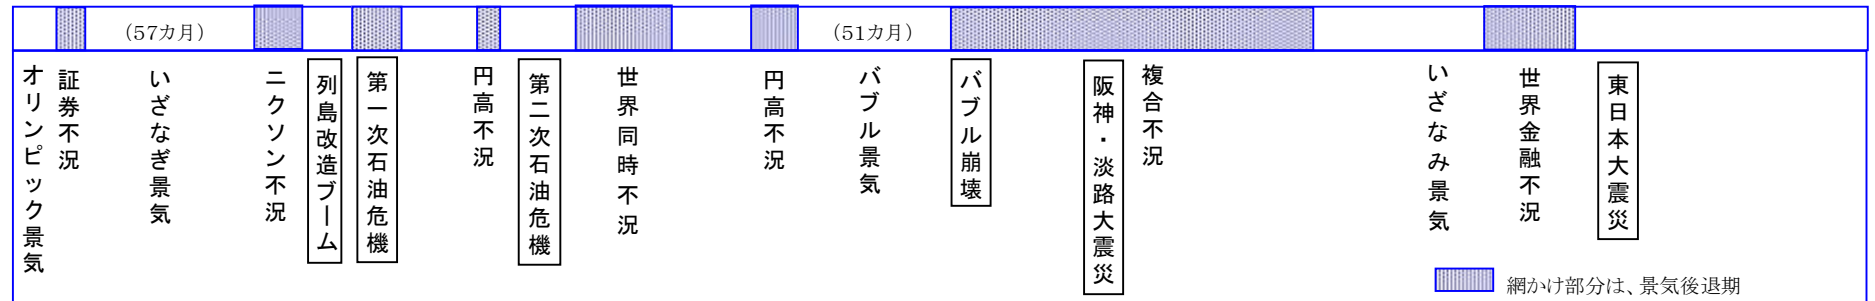 (57カ月)
(51カ月)
オリンピック景気
証券不況
いざなぎ景気
ニクソン不況
列島改造ブーム
第一次石油危機
円高不況
第二次石油危機
世界同時不況
円高不況
バブル景気
バブル崩壊
阪神・淡路大震災
複合不況
いざなみ景気
世界金融不況
東日本大震災
網かけ部分は、景気後退期